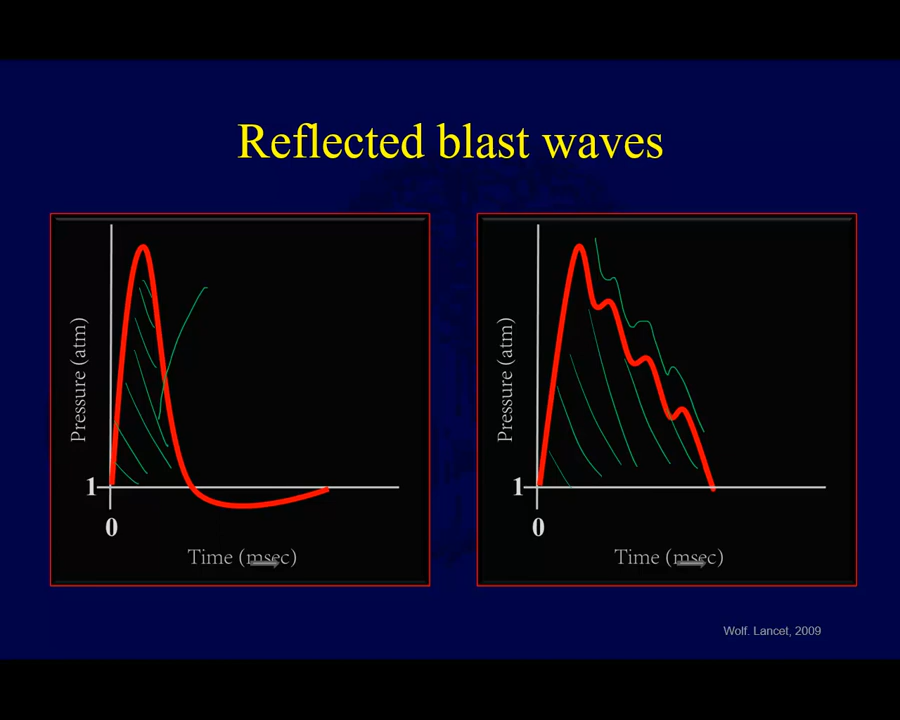 Reflected blast waves
Pressure (atm)
1
0
Time (msec)
Pressure (atm)
1
0
Time (msec)
Wolf. Lancet, 2009